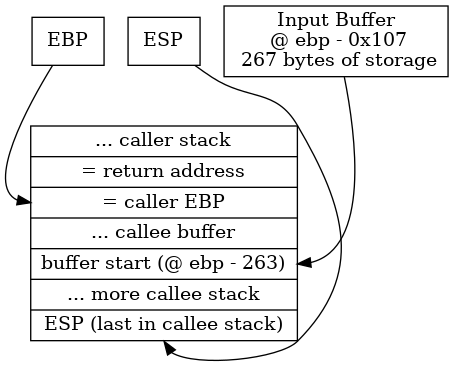 EBP
ESP
Input Buffer
@ ebp - 0x107
267 bytes of storage
... caller stack
= return address
= caller EBP
... callee buffer
buffer start (@ ebp - 263)
... more callee stack
ESP (last in callee stack)